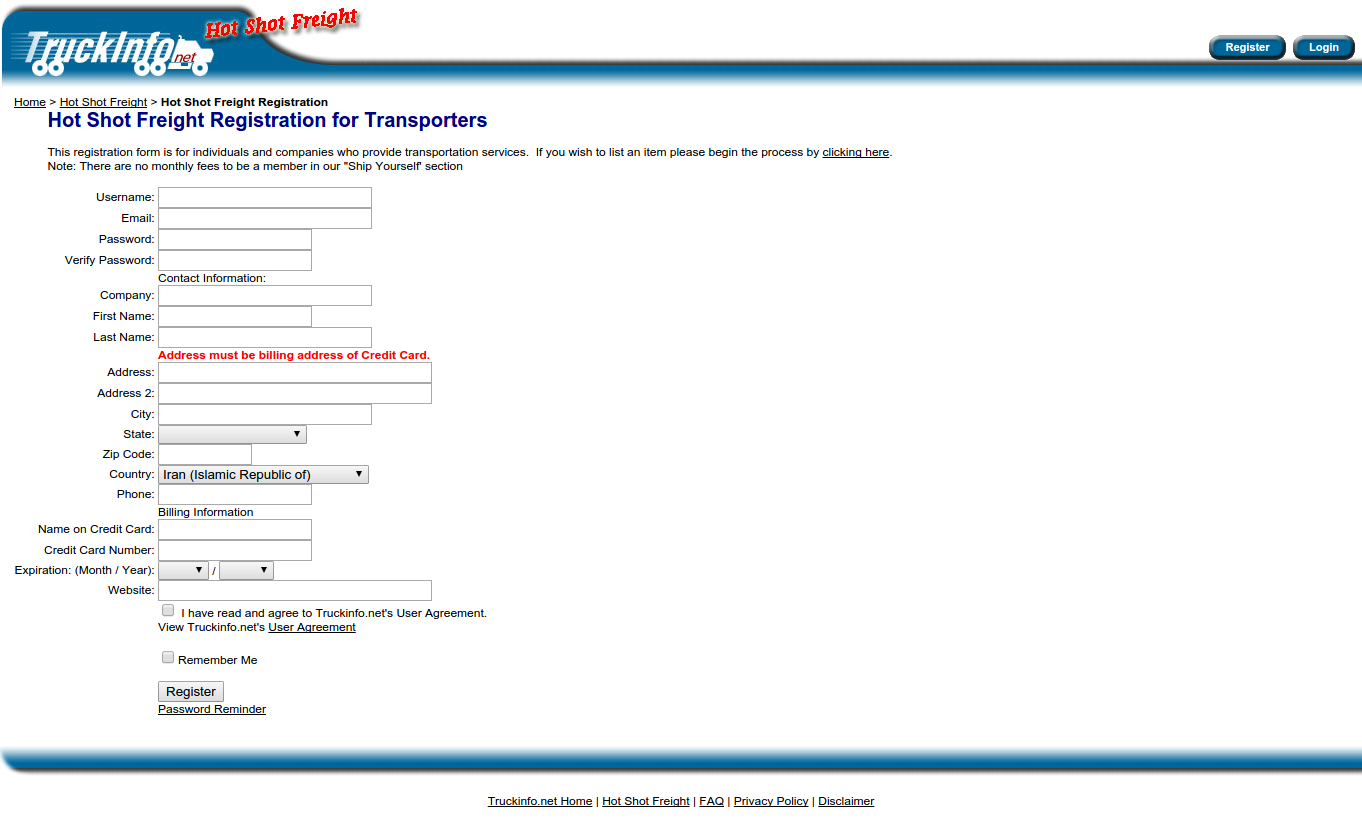 TruckInfo.net
Hot Shot Freight
Register Login
Home > Hot Shot Freight > Hot Shot Freight Registration
Hot Shot Freight Registration for Transporters
This registration form is for individuals and companies who provide transportation services. If you wish to list an item please begin the process by clicking here.
Note: There are no monthly fees to be a member in our "Ship Yourself' section
Username:
Email:
Password:
Verify Password:
Contact Information:
Company:
First Name:
Last Name:
Address must be billing address of Credit Card.
Address:
Address 2:
City:
State:
Zip Code:
Country: Iran (Islamic Republic of)
Phone:
Billing Information
Name on Credit Card:
Credit Card Number:
Expiration: (Month / Year): /
Website:
I have read and agree to Truckinfo.net's User Agreement.
View Truckinfo.net's User Agreement
Remember Me
Register
Password Reminder
Truckinfo.net Home | Hot Shot Freight | FAQ | Privacy Policy | Disclaimer